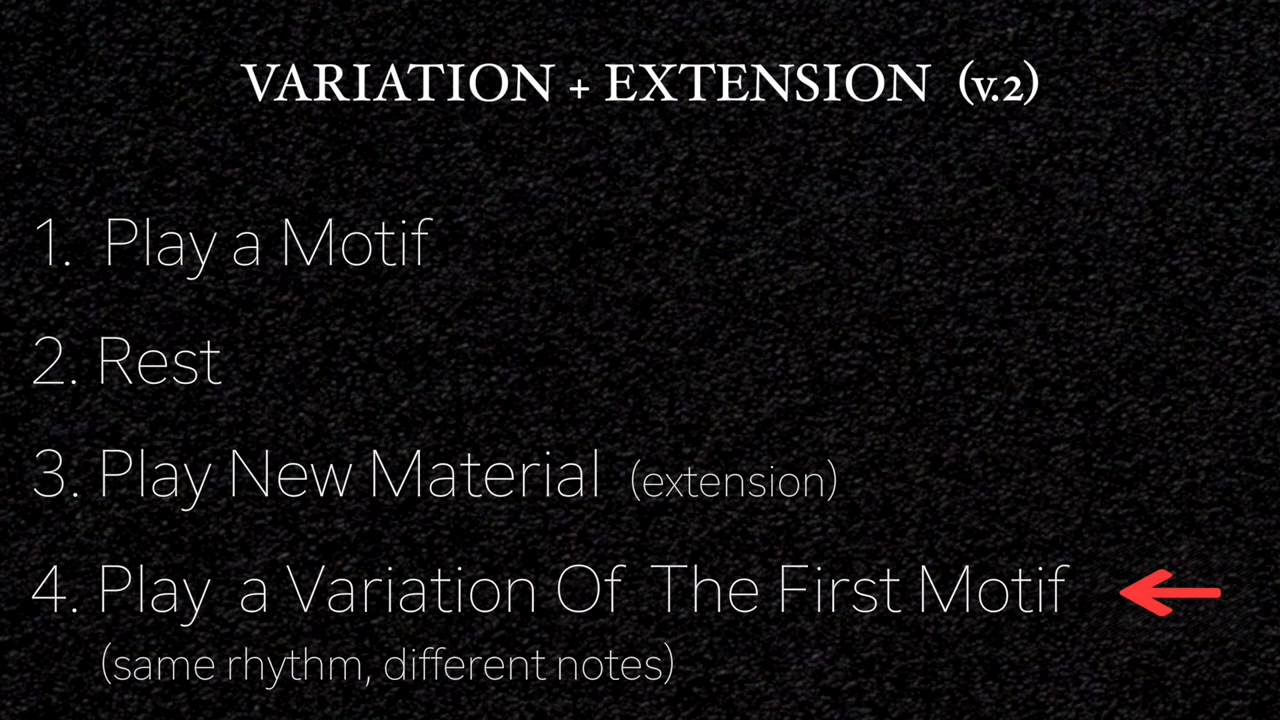 VARIATION + EXTENSION (v.2)
1. Play a Motif
2. Rest
3. Play New Material (extension)
4. Play a Variation Of The First Motif
(same rhythm, different notes)